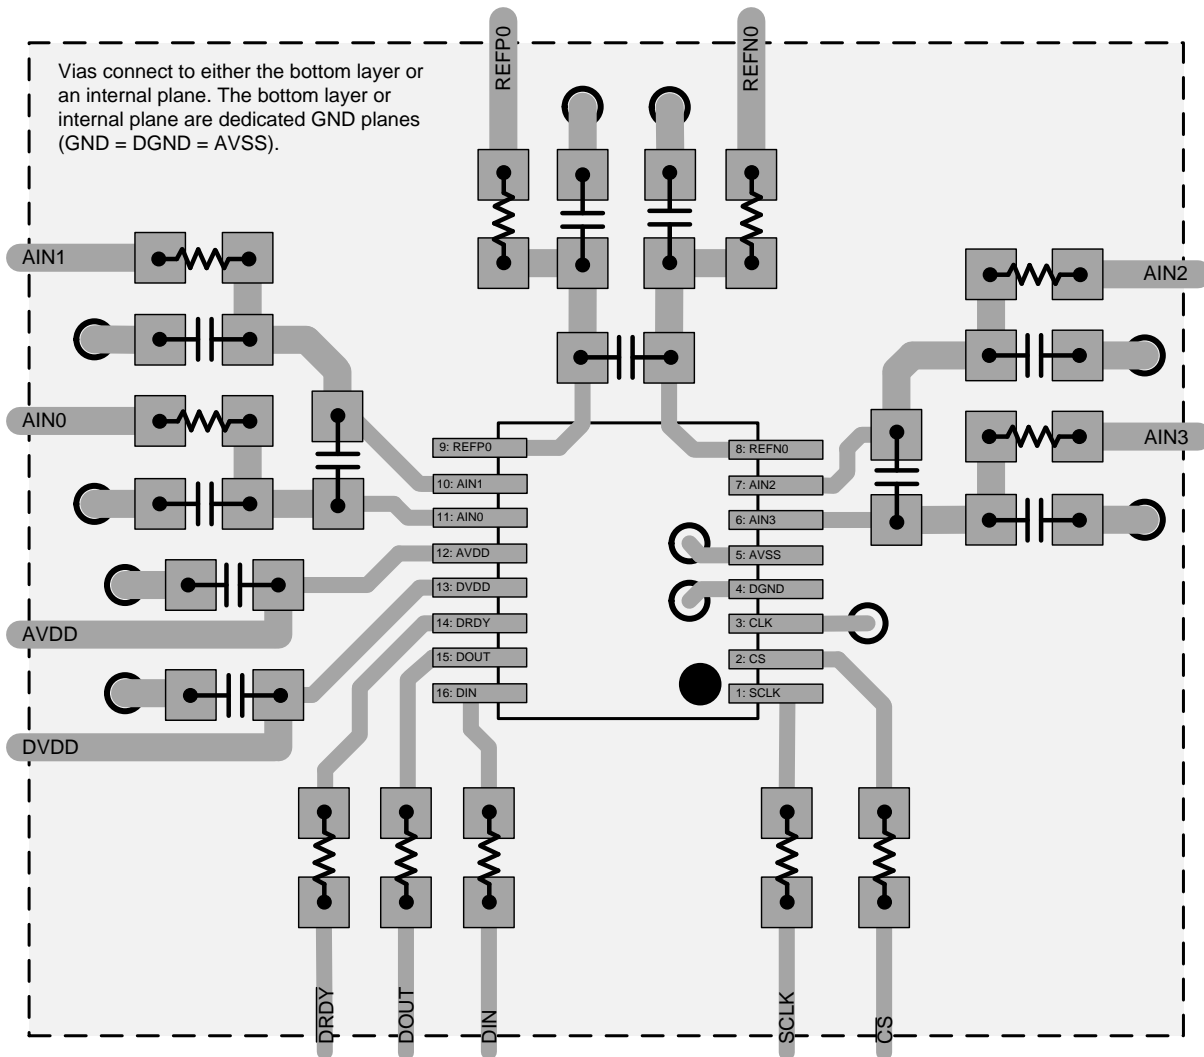 REFP0
REFN0
Vias connect to either the bottom layer or
an internal plane. The bottom layer or
internal plane are dedicated GND planes
(GND = DGND = AVSS).
AIN1
AIN2
AIN0
AIN3
9: REFP0
8: REFN0
10: AIN1
7: AIN2
11: AIN0
6: AIN3
12: AVDD
5: AVSS
13: DVDD
4: DGND
14: DRDY
3: CLK
15: DOUT
2: CS
16: DIN
1: SCLK
AVDD
DVDD
D̅R̅D̅Y̅
DOUT
DIN
SCLK
C̅S̅